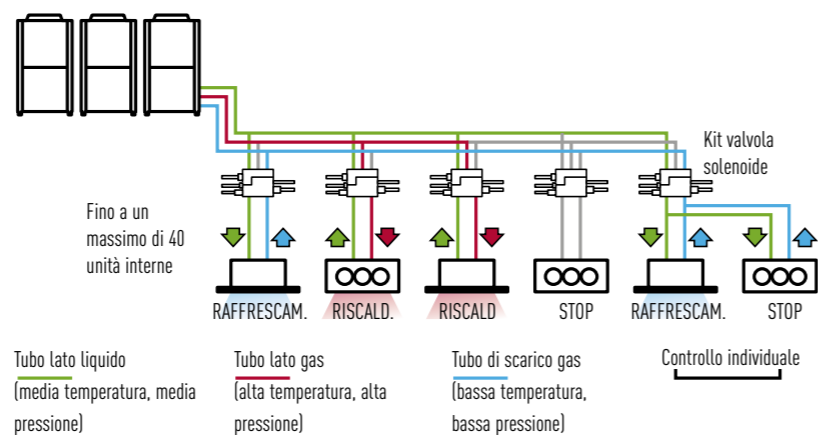 Kit valvola
solenoide
Fino a un
massimo di 40
unità interne
RAFFRESCAM.
RISCALD.
RISCALD
STOP
RAFFRESCAM.
STOP
Tubo lato liquido
(media temperatura, media
pressione)
Tubo lato gas
(alta temperatura, alta
pressione)
Tubo di scarico gas
(bassa temperatura,
bassa pressione)
Controllo individuale